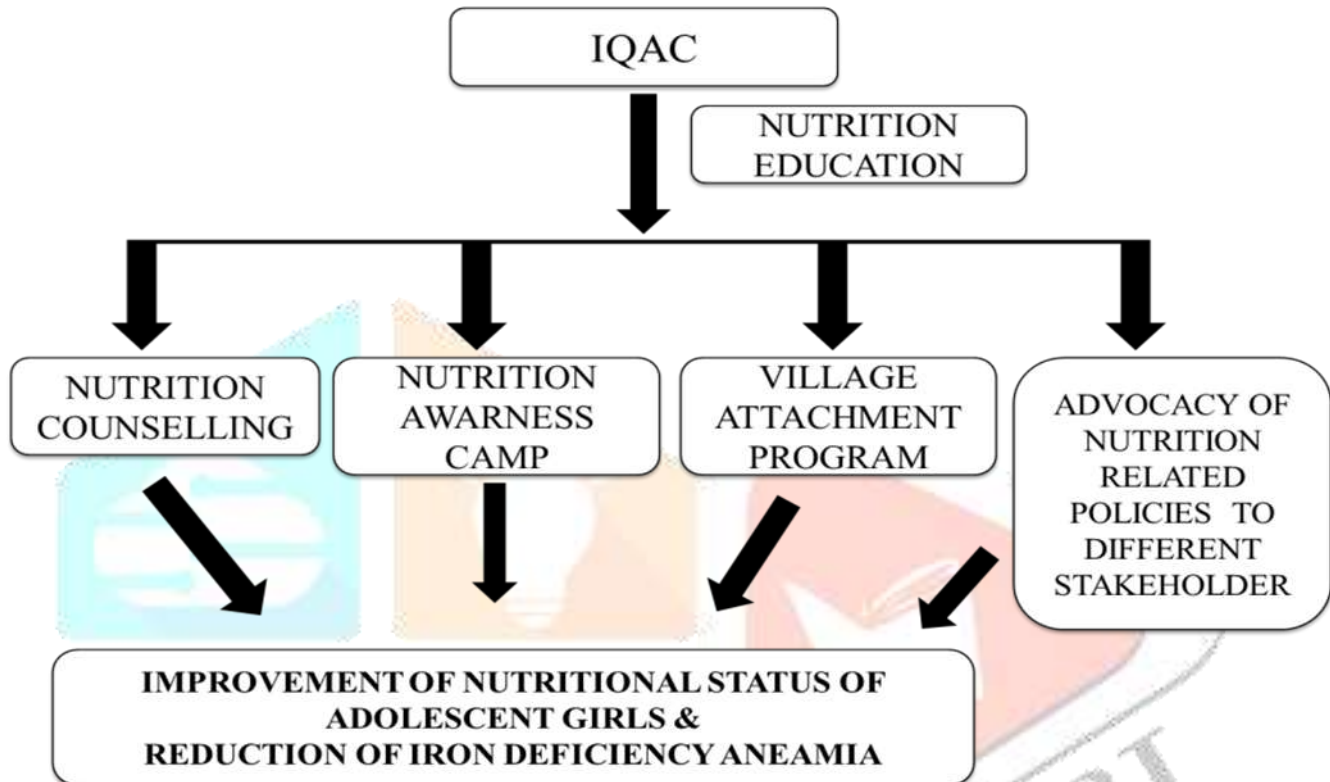 IQAC
NUTRITION
EDUCATION
NUTRITION
COUNSELLING
NUTRITION
AWARNESS
CAMP
VILLAGE
ATTACHMENT
PROGRAM
ADVOCACY OF
NUTRITION
RELATED
POLICIES TO
DIFFERENT
STAKEHOLDER
IMPROVEMENT OF NUTRITIONAL STATUS OF
ADOLESCENT GIRLS &
REDUCTION OF IRON DEFICIENCY ANEAMIA